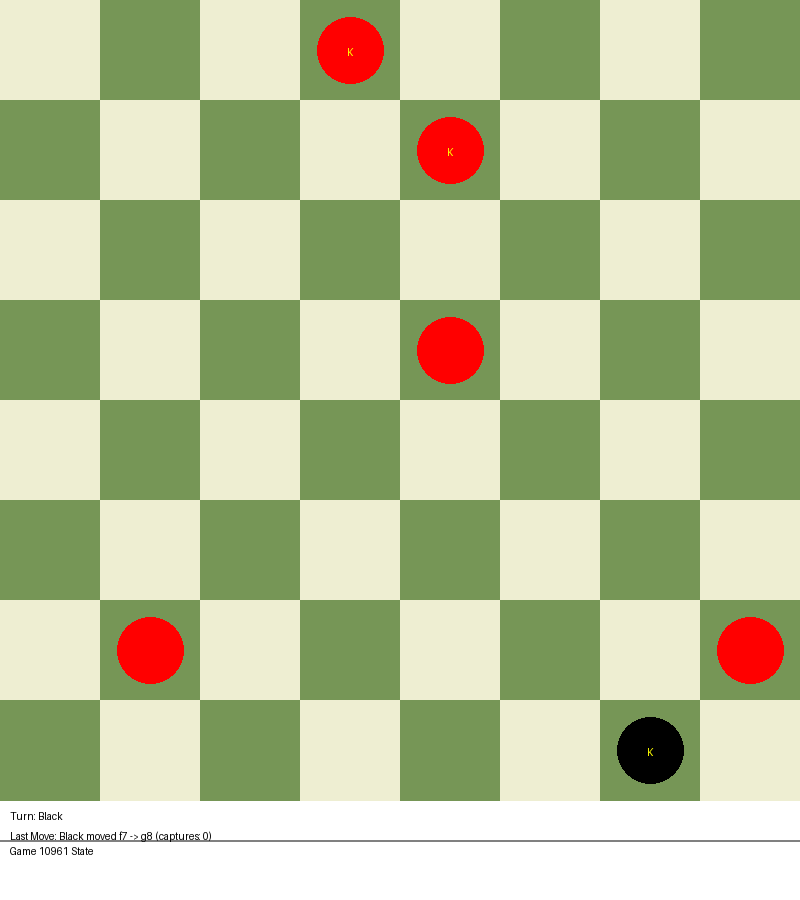 K
K
K
Turn: Black
Last Move: Black moved f7 -> g8 (captures: 0)
Game 10961 State